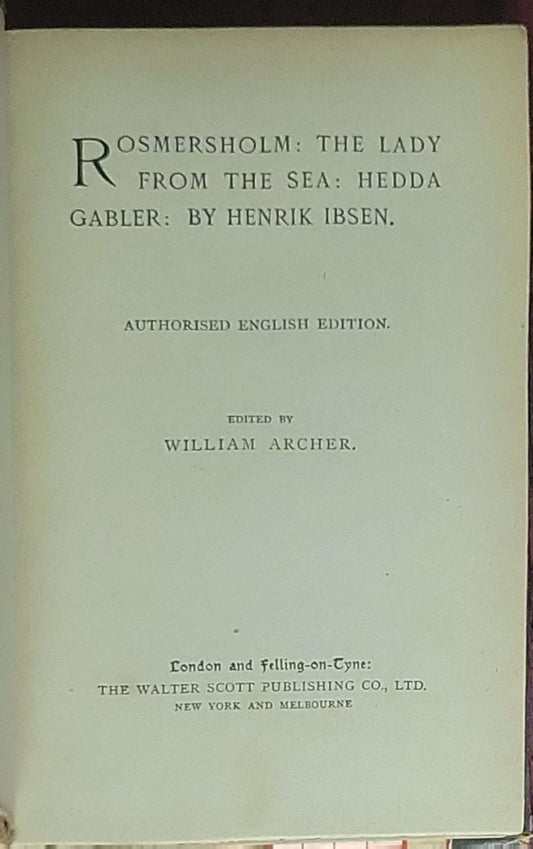 ROSMERSHOLM: THE LADY
FROM THE SEA: HEDDA
GABLER: BY HENRIK IBSEN.
AUTHORISED ENGLISH EDITION.
EDITED BY
WILLIAM ARCHER.
London and Felling-on-Tyne:
THE WALTER SCOTT PUBLISHING CO., LTD.
NEW YORK AND MELBOURNE